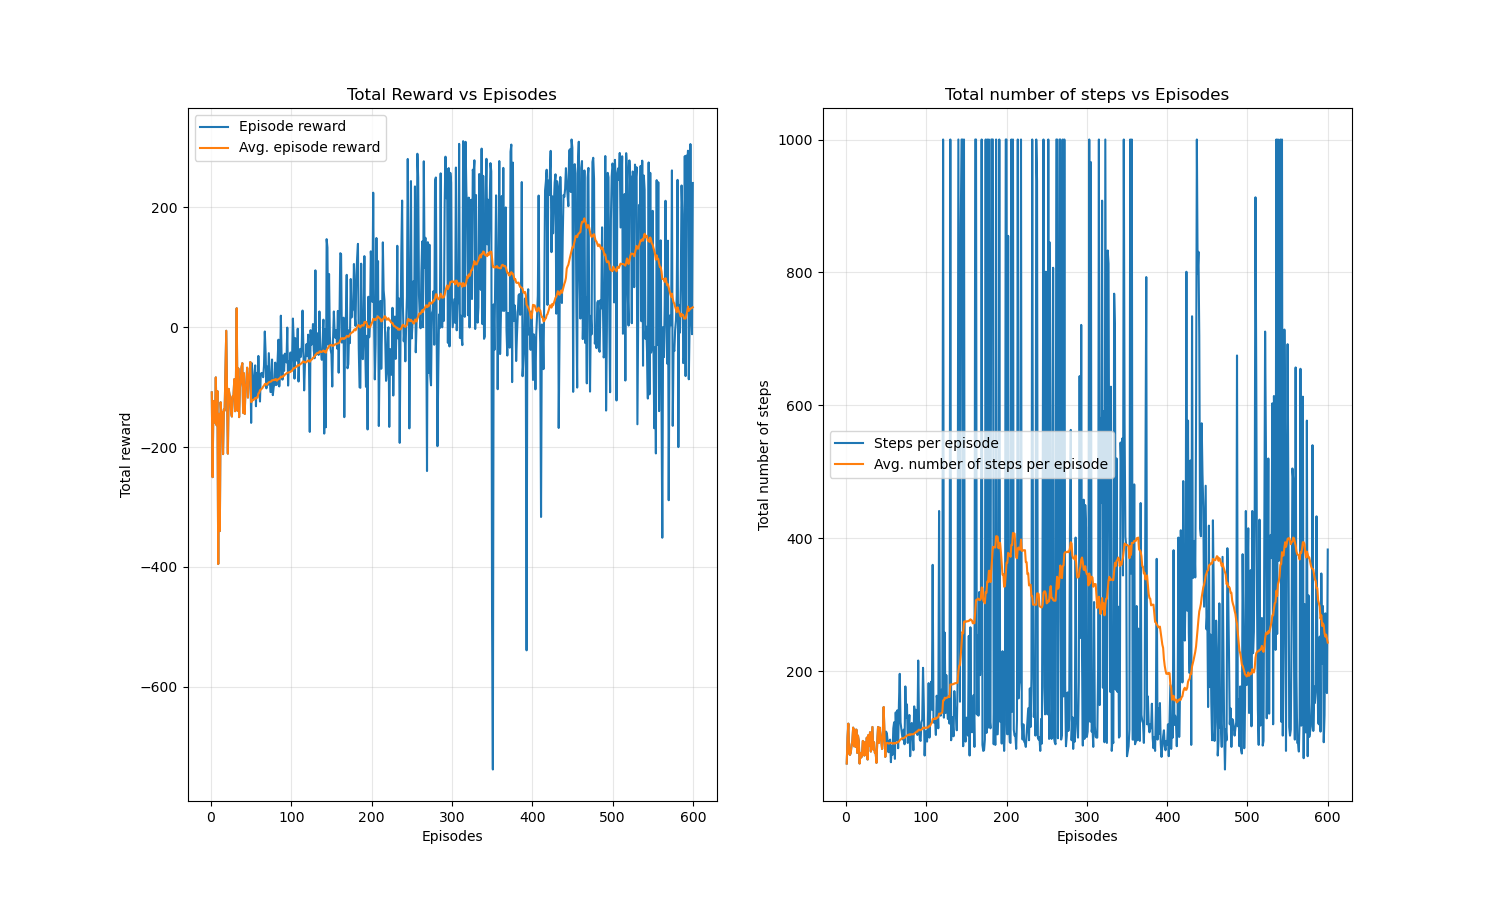 Total Reward vs Episodes
Episode reward
Avg. episode reward
Total reward
200
0
−200
−400
−600
0 100 200 300 400 500 600
Episodes
Total number of steps vs Episodes
Steps per episode
Avg. number of steps per episode
Total number of steps
1000
800
600
400
200
0 100 200 300 400 500 600
Episodes